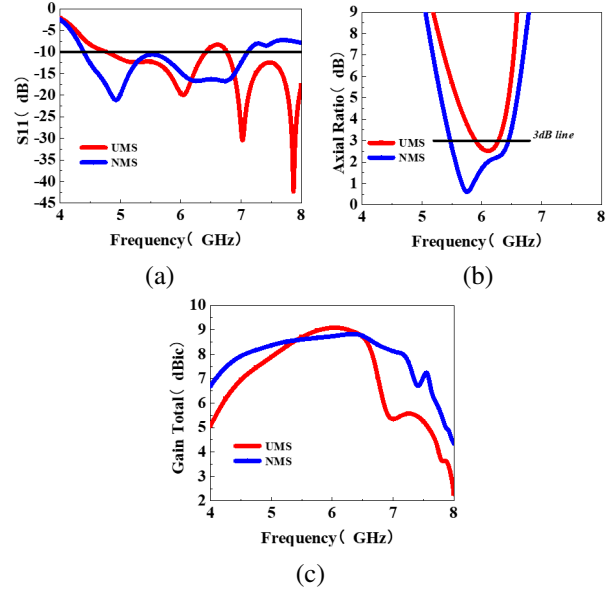 0
-5
-10
-15
-20
-25
-30
-35
-40
-45
S11( dB)
UMS
NMS
4 5 6 7 8
Frequency( GHz)
(a)
9
8
7
6
5
4
3
2
1
0
Axial Ratio( dB)
3dB line
UMS
NMS
4 5 6 7 8
Frequency( GHz)
(b)
10
9
8
7
6
5
4
3
2
Gain Total( dBic)
UMS
NMS
4 5 6 7 8
Frequency( GHz)
(c)